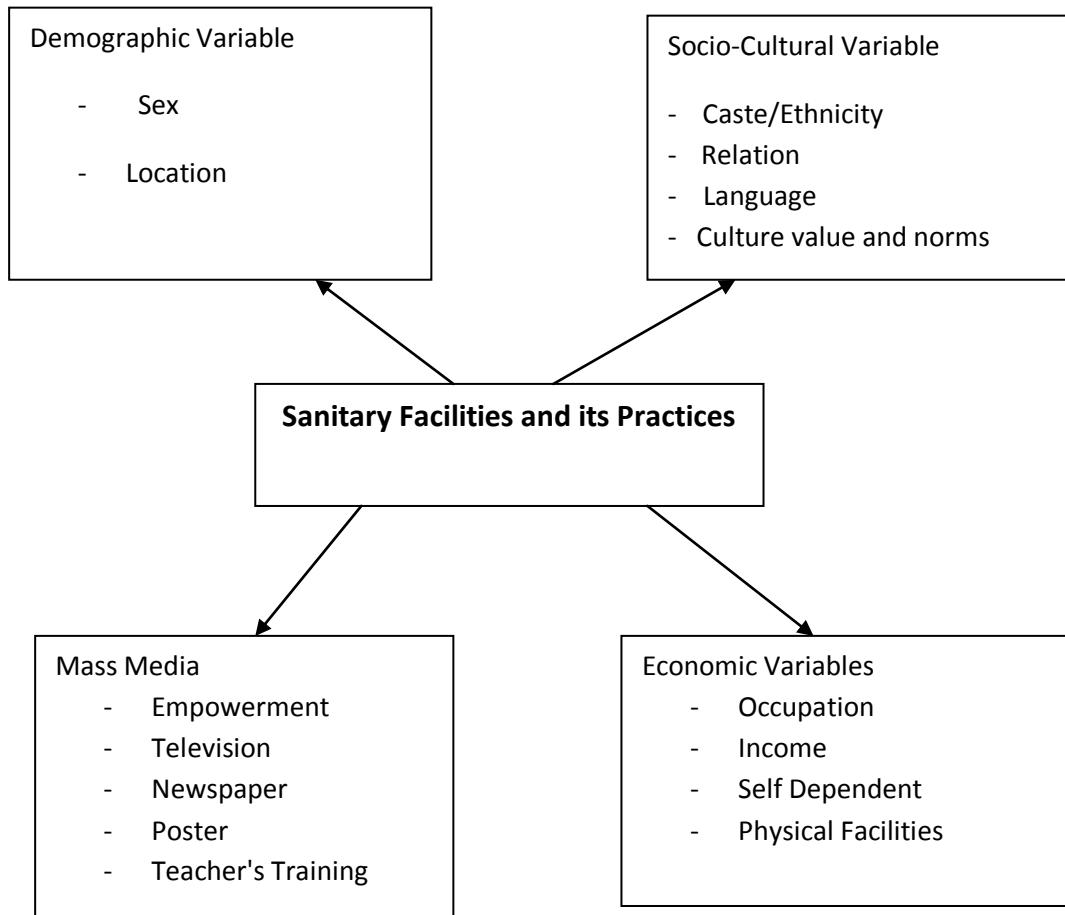 Demographic Variable
- Sex
- Location
Socio-Cultural Variable
- Caste/Ethnicity
- Relation
- Language
- Culture value and norms
Sanitary Facilities and its Practices
Mass Media
- Empowerment
- Television
- Newspaper
- Poster
- Teacher's Training
Economic Variables
- Occupation
- Income
- Self Dependent
- Physical Facilities